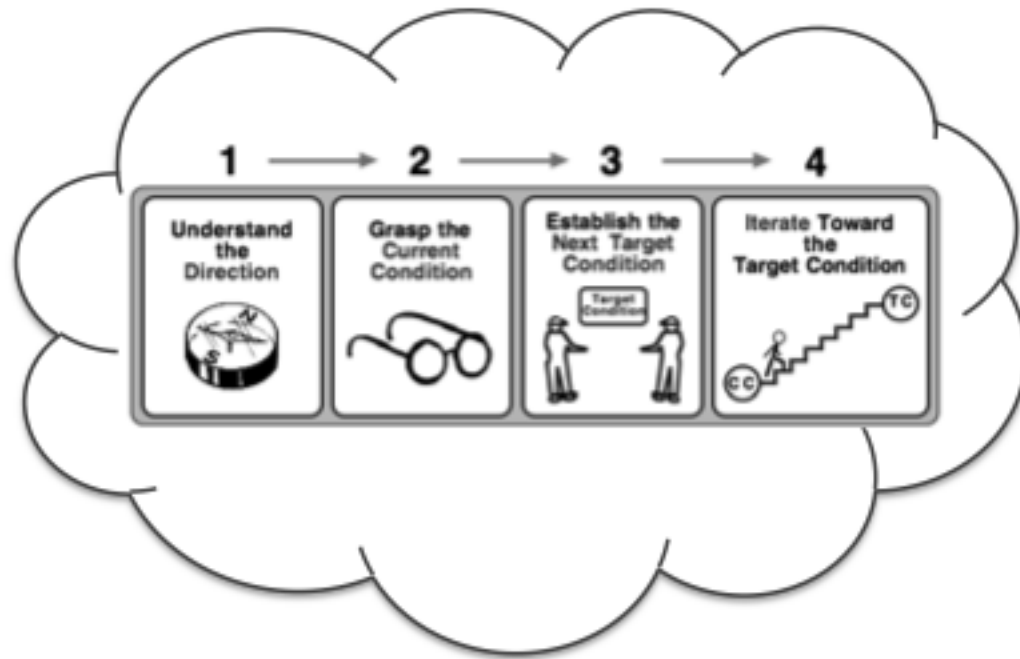 1
2
3
4
Understand
the
Direction
N
S
Grasp the
Current
Condition
Establish the
Next Target
Condition
Target
Condition
Iterate Toward
the
Target Condition
CC
TC